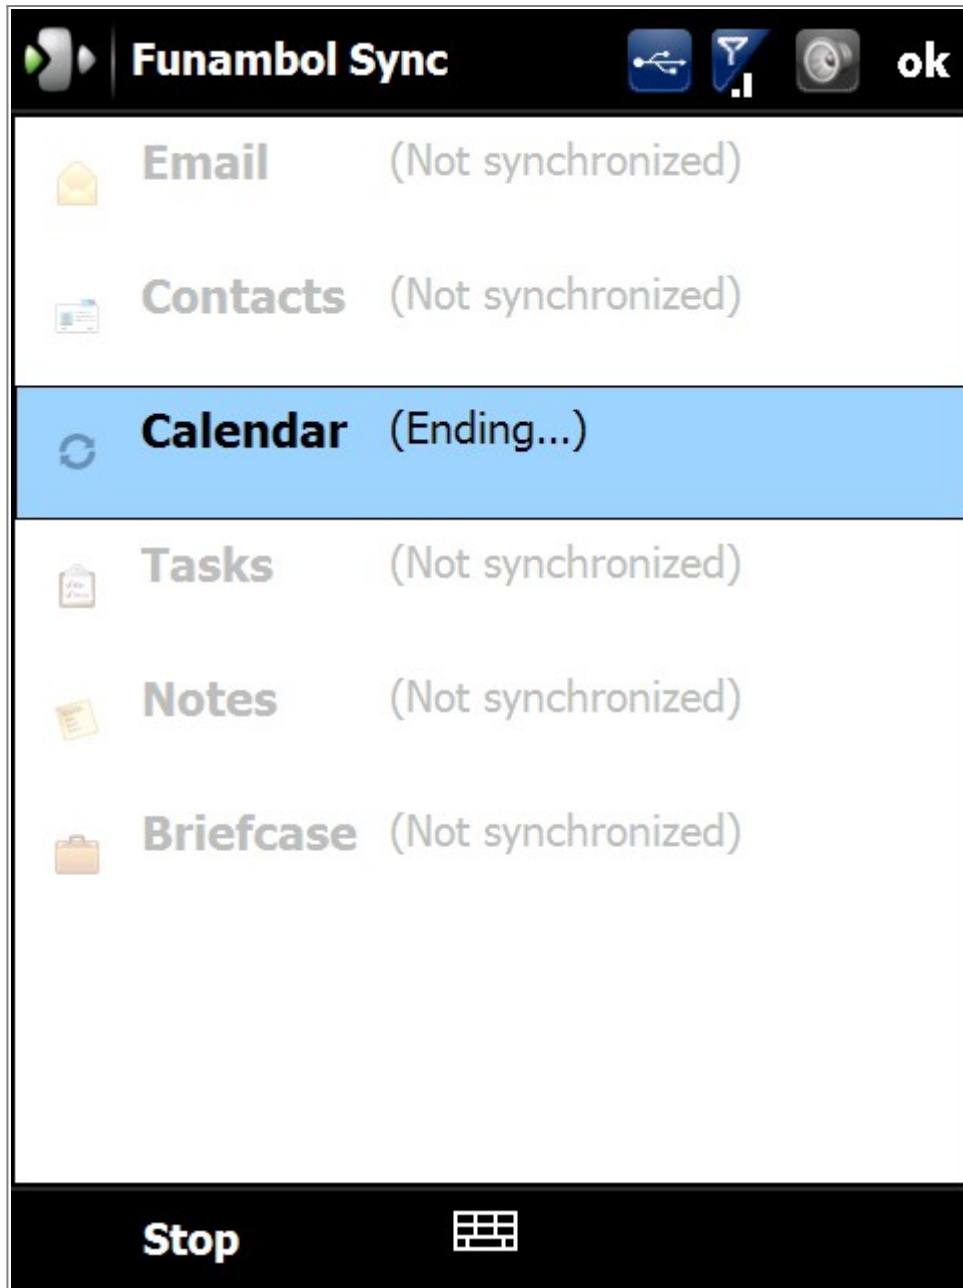 Funambol Sync ok
Email (Not synchronized)
Contacts (Not synchronized)
Calendar (Ending...)
Tasks (Not synchronized)
Notes (Not synchronized)
Briefcase (Not synchronized)
Stop